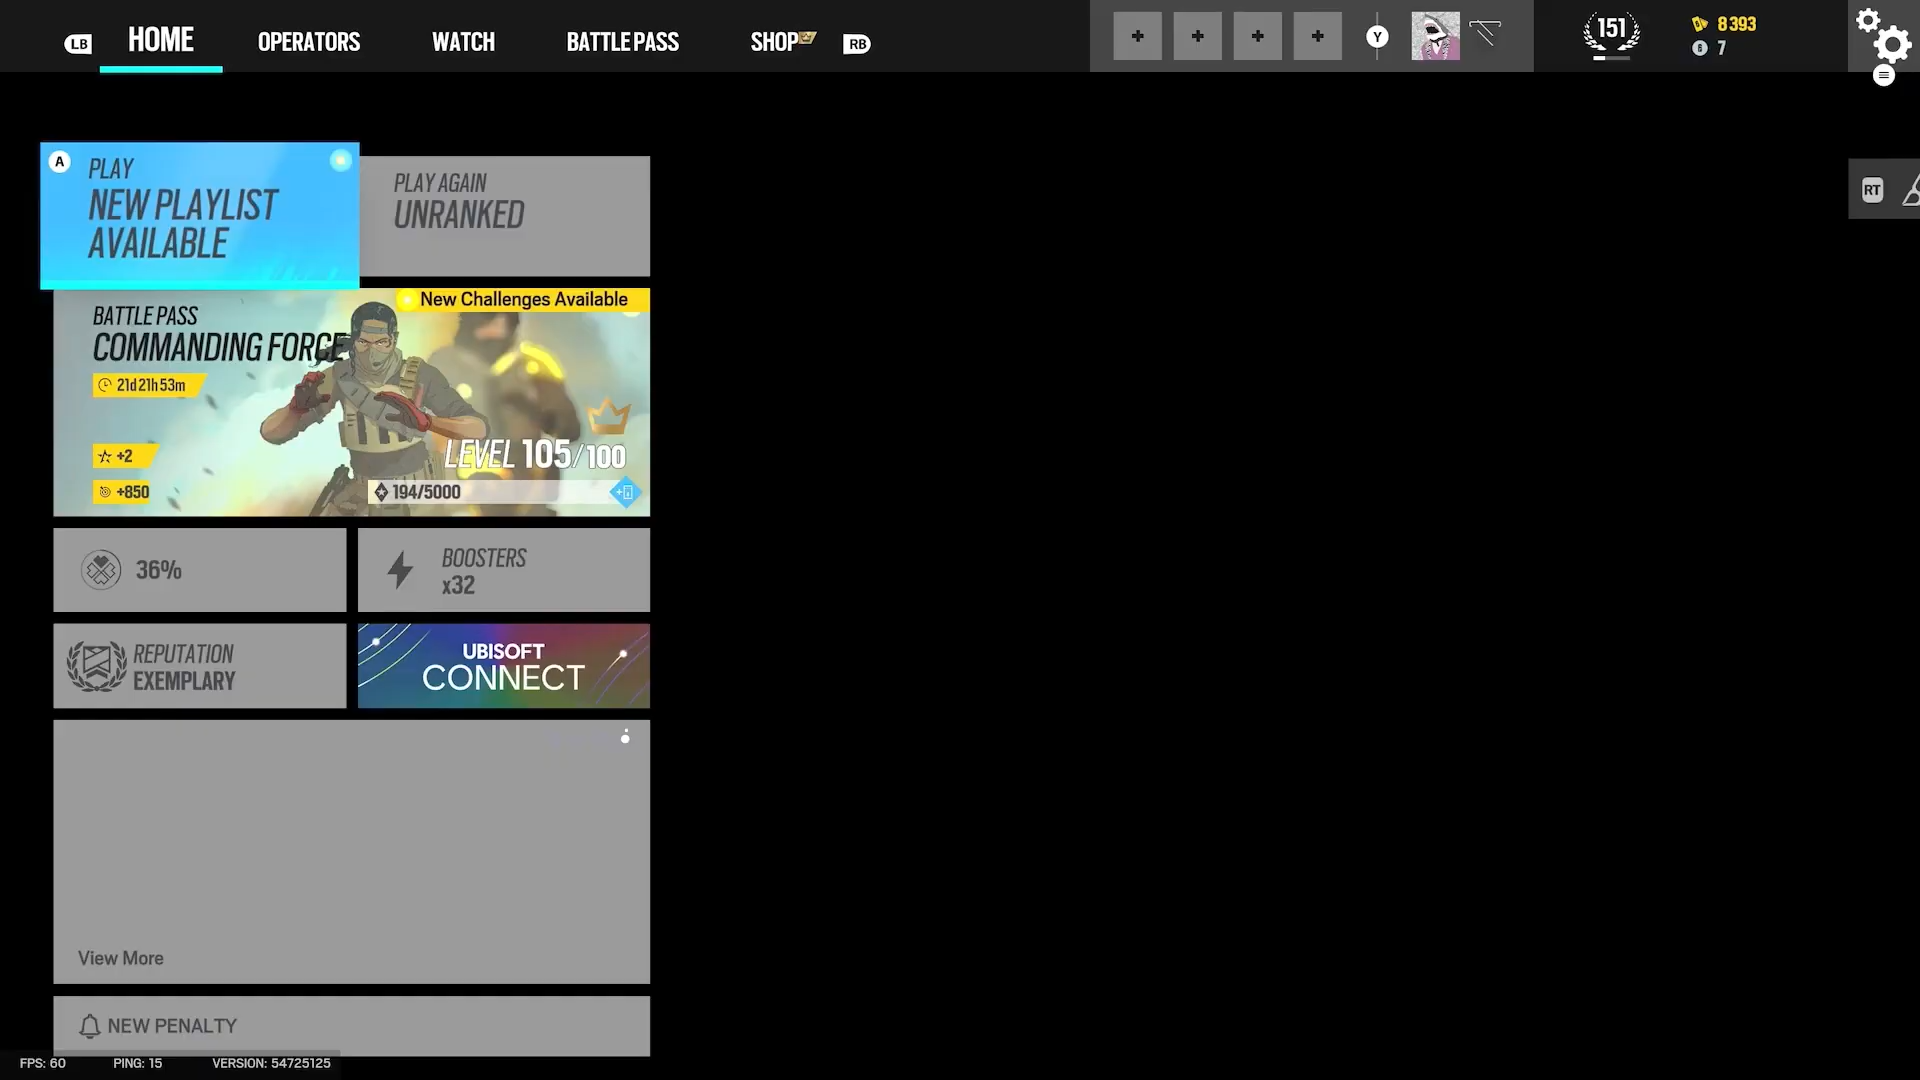 LB
HOME
OPERATORS
WATCH
BATTLE PASS
SHOP
RB
Y
151
8 393
7
A
PLAY
NEW PLAYLIST
AVAILABLE
PLAY AGAIN
UNRANKED
RT
New Challenges Available
BATTLE PASS
COMMANDING FORCE
21d 21h 53m
+2
LEVEL 105/100
+850
194/5000
36%
BOOSTERS
x32
REPUTATION
EXEMPLARY
UBISOFT
CONNECT
View More
NEW PENALTY
FPS: 60
PING: 15
VERSION: 54725125